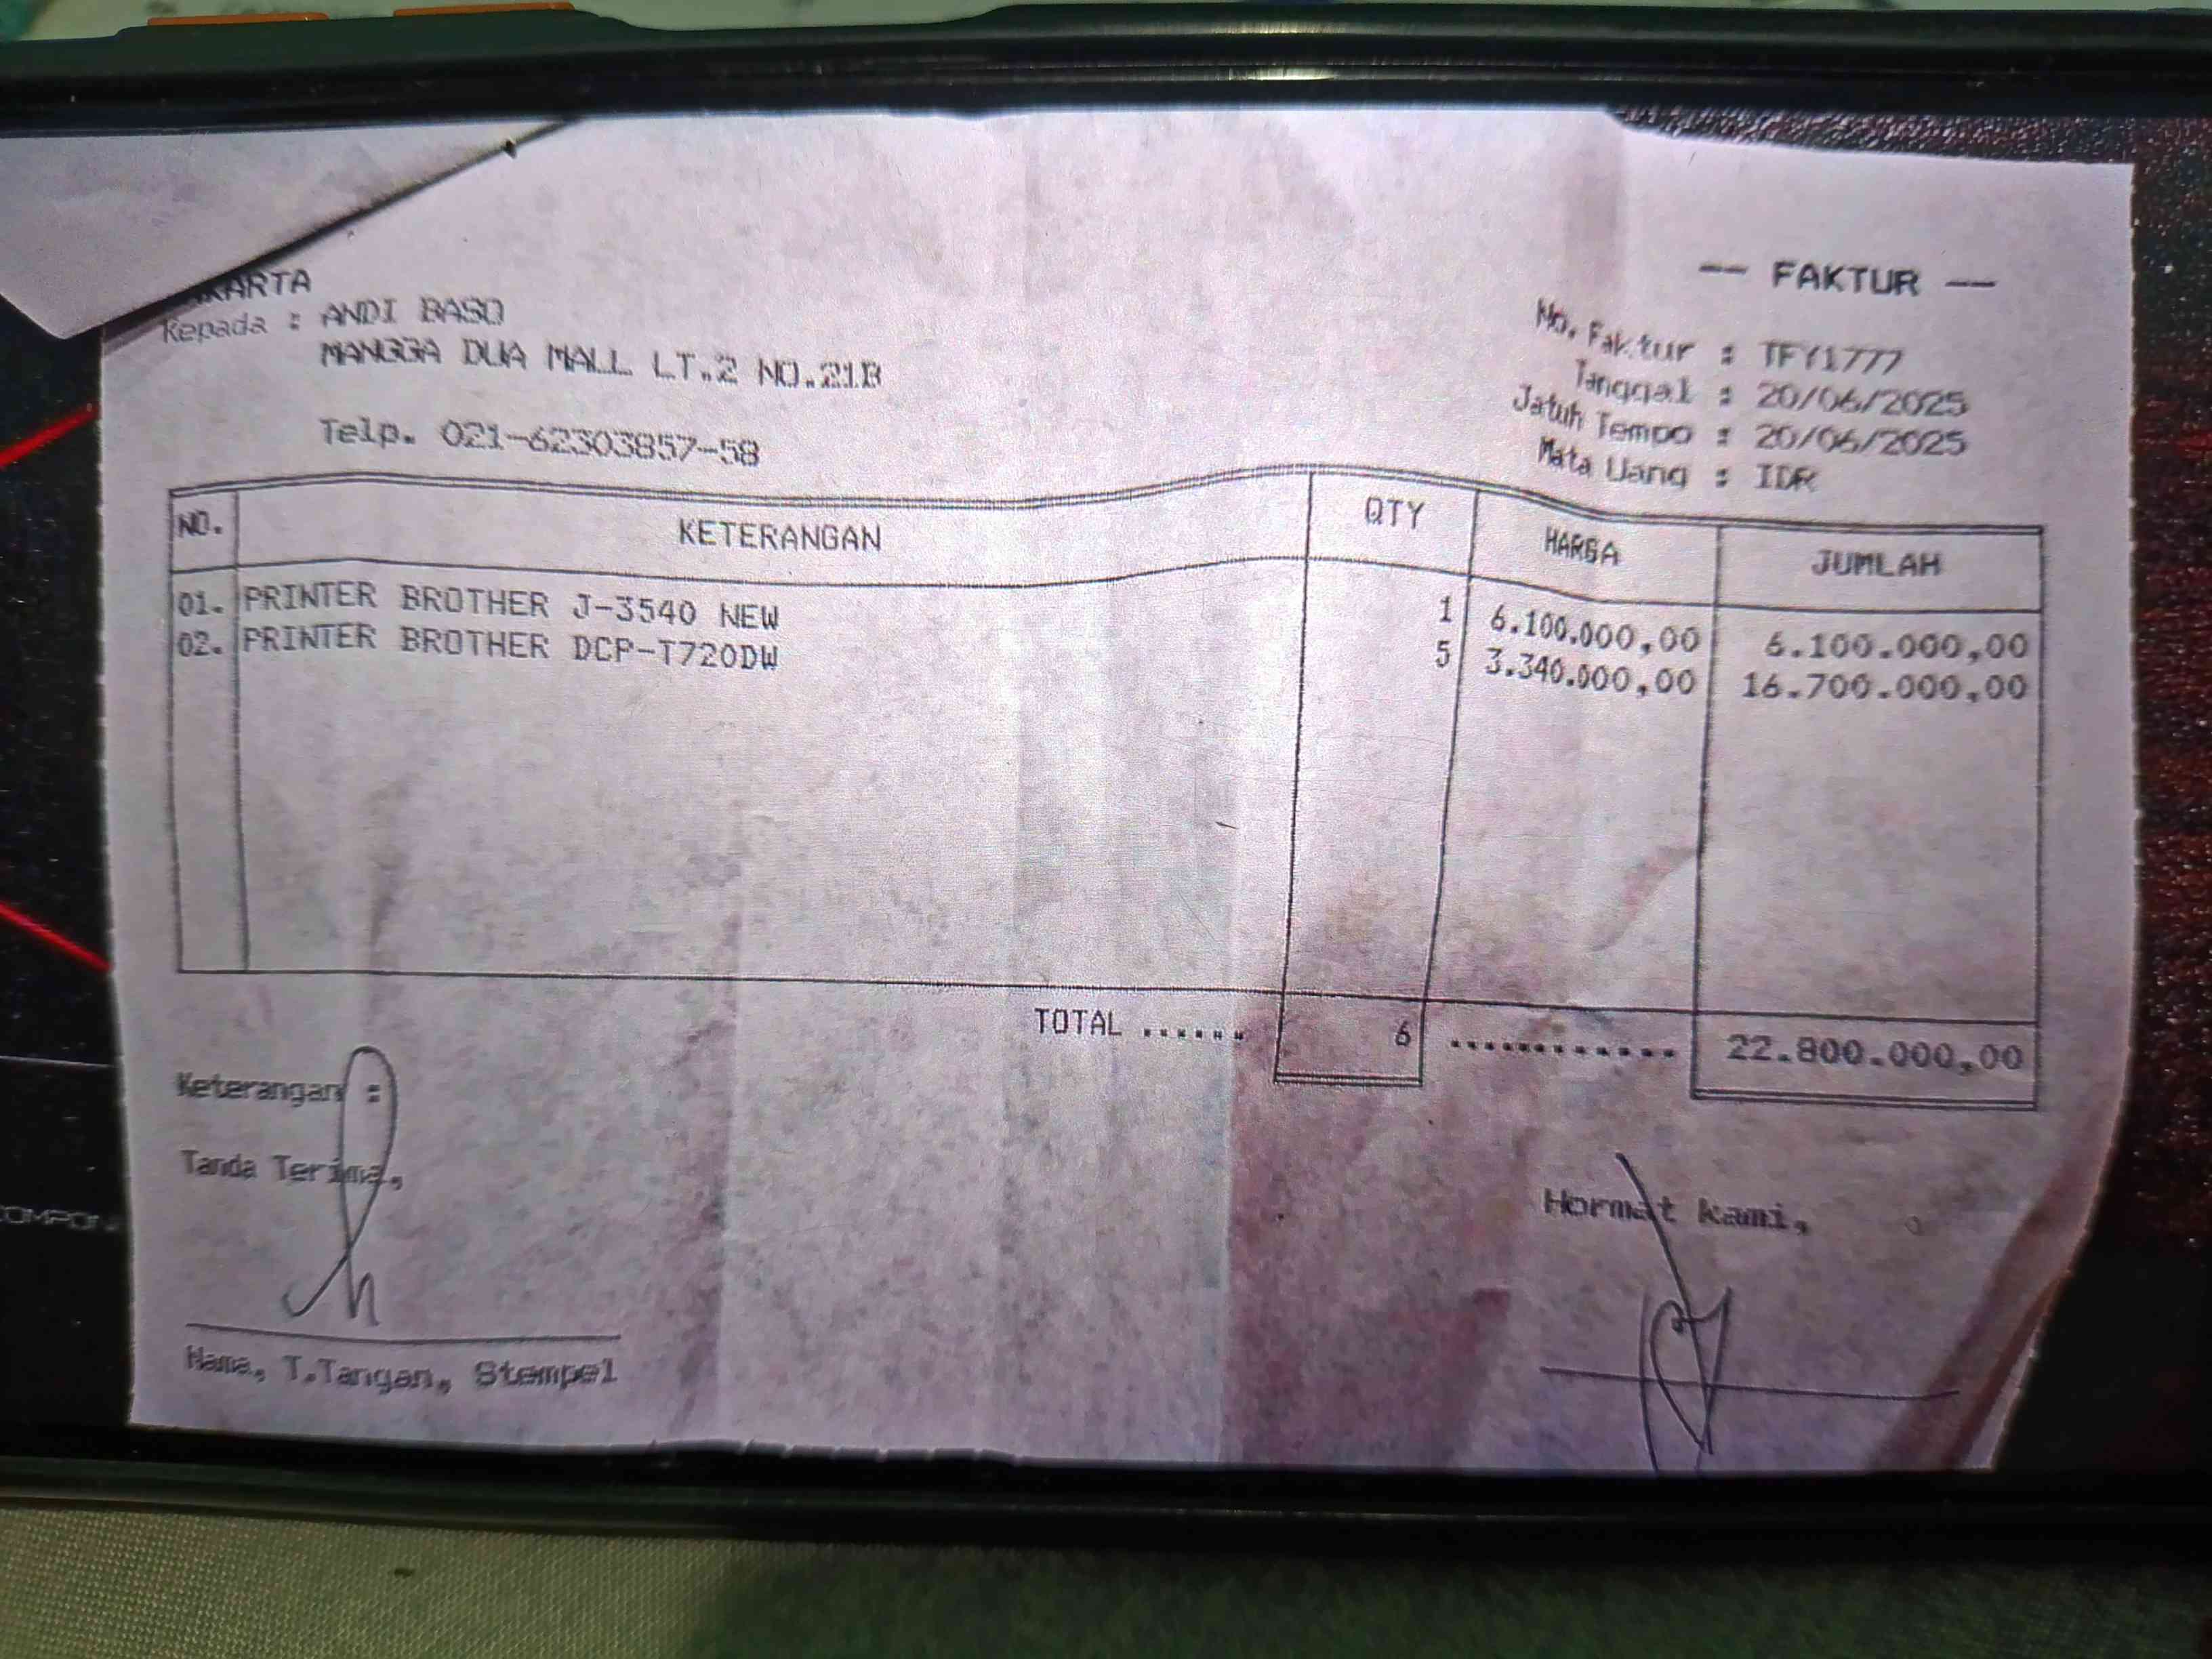 KARTA
Kepada : ANDI BASO
MANGGA DUA MALL LT.2 NO.21B
Telp. 021-62303857-58
-- FAKTUR --
No. Faktur : TFY1777
Tanggal : 20/06/2025
Jatuh Tempo : 20/06/2025
Mata Uang : IDR
NO. KETERANGAN QTY HARGA JUMLAH
01. PRINTER BROTHER J-3540 NEW 1 6.100.000,00 6.100.000,00
02. PRINTER BROTHER DCP-T720DW 5 3.340.000,00 16.700.000,00
TOTAL ...... 6 ............ 22.800.000,00
Keterangan :
Tanda Terima,
Hormat kami,
Nama, T.Tangan, Stempel